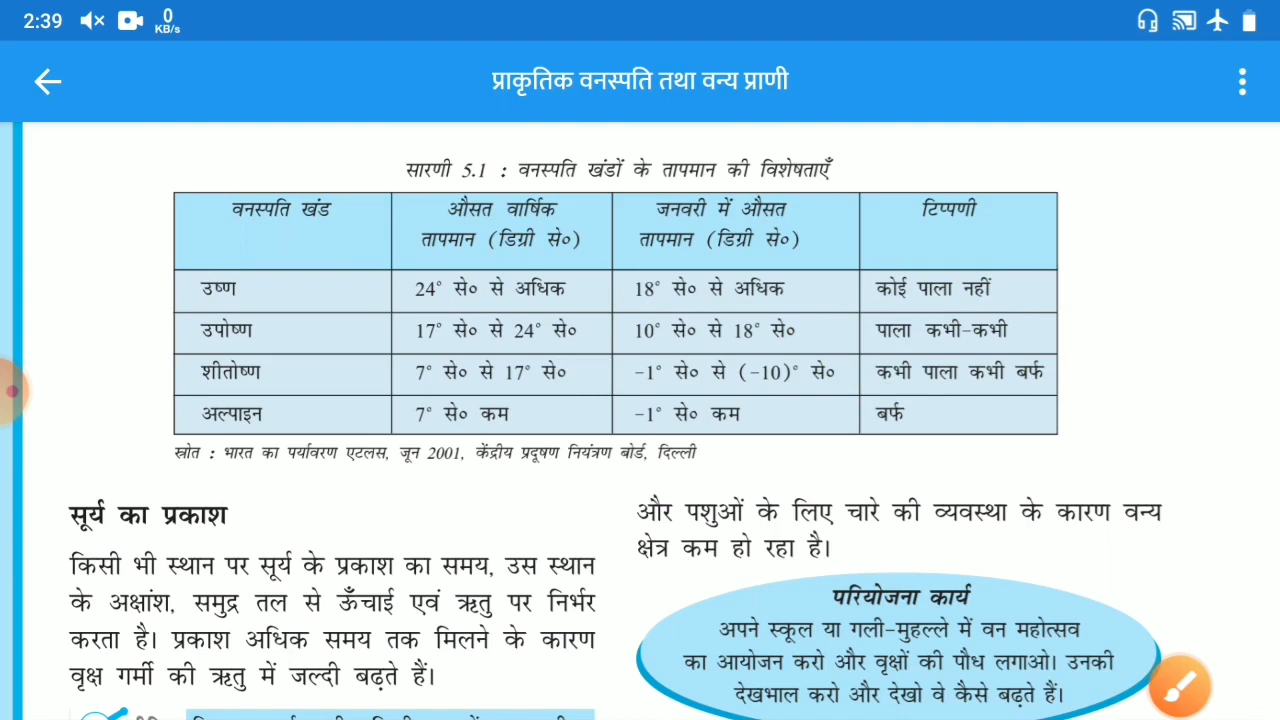 2:39
0
KB/s
प्राकृतिक वनस्पति तथा वन्य प्राणी
सारणी 5.1 : वनस्पति खंडों के तापमान की विशेषताएँ
वनस्पति खंड औसत वार्षिक तापमान (डिग्री से०) जनवरी में औसत तापमान (डिग्री से०) टिप्पणी
उष्ण 24° से० से अधिक 18° से० से अधिक कोई पाला नहीं
उपोष्ण 17° से० से 24° से० 10° से० से 18° से० पाला कभी-कभी
शीतोष्ण 7° से० से 17° से० -1° से० से (-10)° से० कभी पाला कभी बर्फ
अल्पाइन 7° से० कम -1° से० कम बर्फ
स्रोत : भारत का पर्यावरण एटलस, जून 2001, केंद्रीय प्रदूषण नियंत्रण बोर्ड, दिल्ली
सूर्य का प्रकाश
किसी भी स्थान पर सूर्य के प्रकाश का समय, उस स्थान
के अक्षांश, समुद्र तल से ऊँचाई एवं ऋतु पर निर्भर
करता है। प्रकाश अधिक समय तक मिलने के कारण
वृक्ष गर्मी की ऋतु में जल्दी बढ़ते हैं।
और पशुओं के लिए चारे की व्यवस्था के कारण वन्य
क्षेत्र कम हो रहा है।
परियोजना कार्य
अपने स्कूल या गली-मुहल्ले में वन महोत्सव
का आयोजन करो और वृक्षों की पौध लगाओ। उनकी
देखभाल करो और देखो वे कैसे बढ़ते हैं।